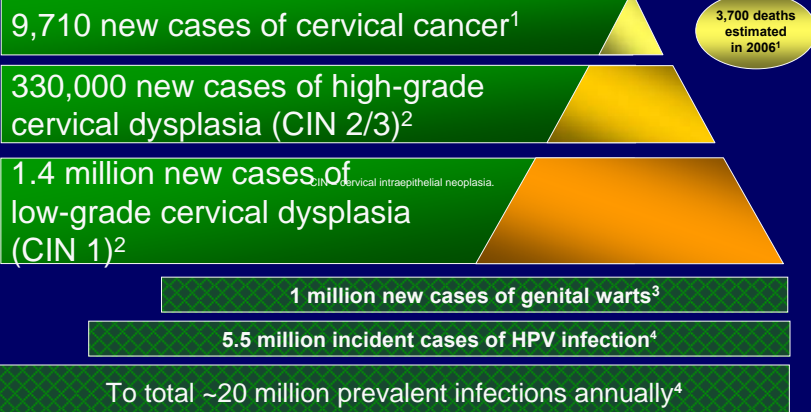 9,710 new cases of cervical cancer¹
3,700 deaths
estimated
in 2006¹
330,000 new cases of high-grade
cervical dysplasia (CIN 2/3)²
1.4 million new cases of
CIN = cervical intraepithelial neoplasia.
low-grade cervical dysplasia
(CIN 1)²
1 million new cases of genital warts³
5.5 million incident cases of HPV infection⁴
To total ~20 million prevalent infections annually⁴